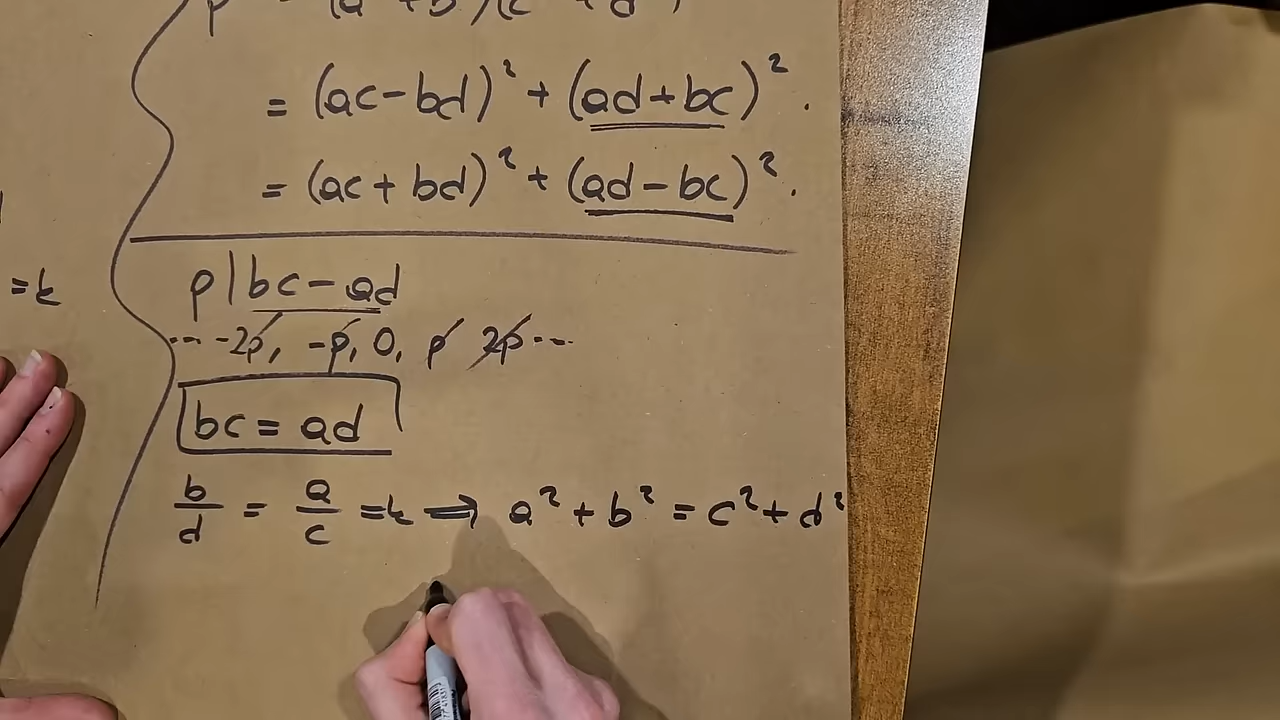 = (ac-bd)² + (ad+bc)².
= (ac+bd)² + (ad-bc)².
=k
p | bc-ad
... -2p, -p, 0, p 2p ...
bc = ad
b/d = a/c = k ⟹ a² + b² = c² + d²